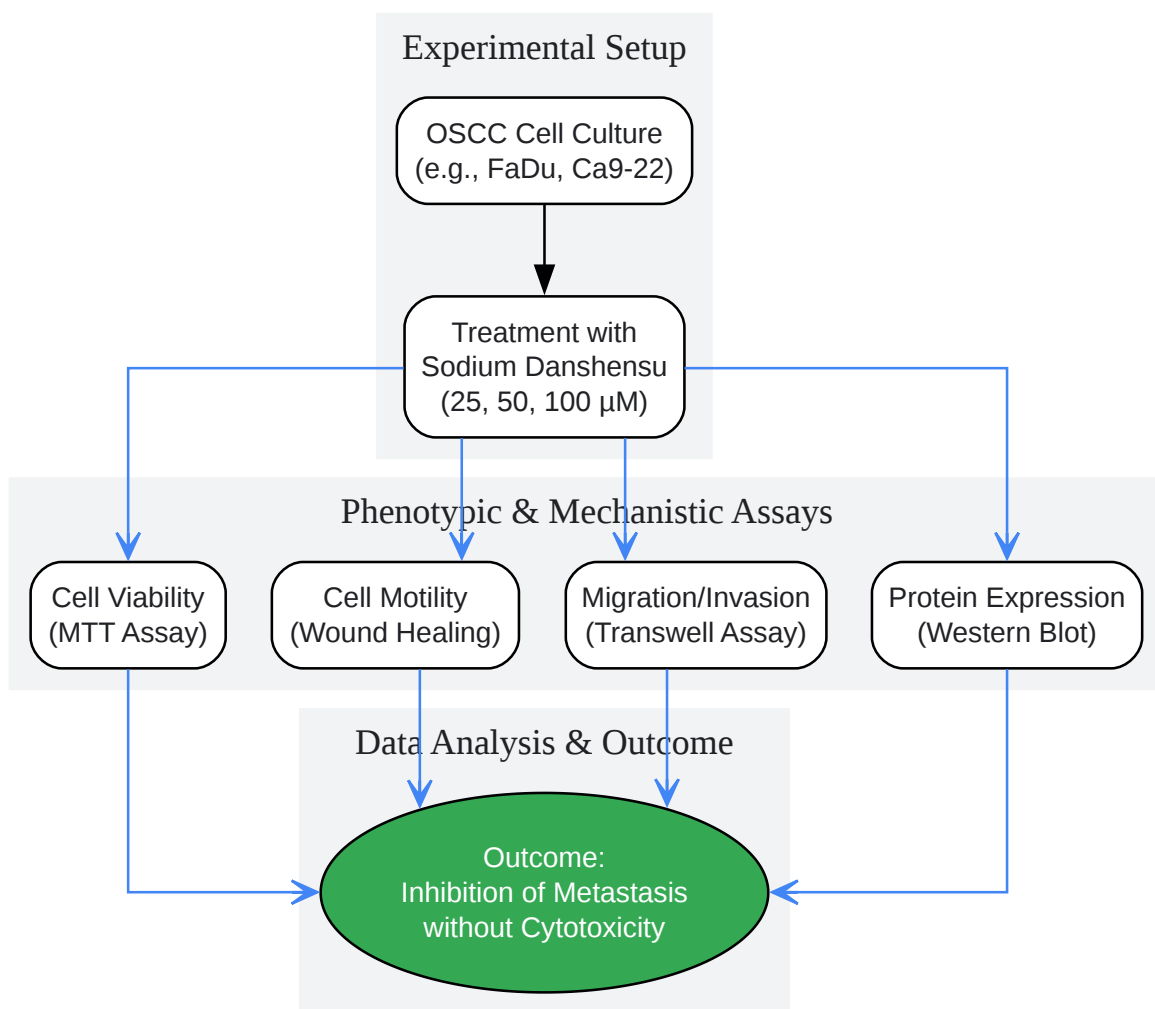 Experimental Setup
OSCC Cell Culture
(e.g., FaDu, Ca9-22)
Treatment with
Sodium Danshensu
(25, 50, 100 µM)
Phenotypic & Mechanistic Assays
Cell Viability
(MTT Assay)
Cell Motility
(Wound Healing)
Migration/Invasion
(Transwell Assay)
Protein Expression
(Western Blot)
Data Analysis & Outcome
Outcome:
Inhibition of Metastasis
without Cytotoxicity